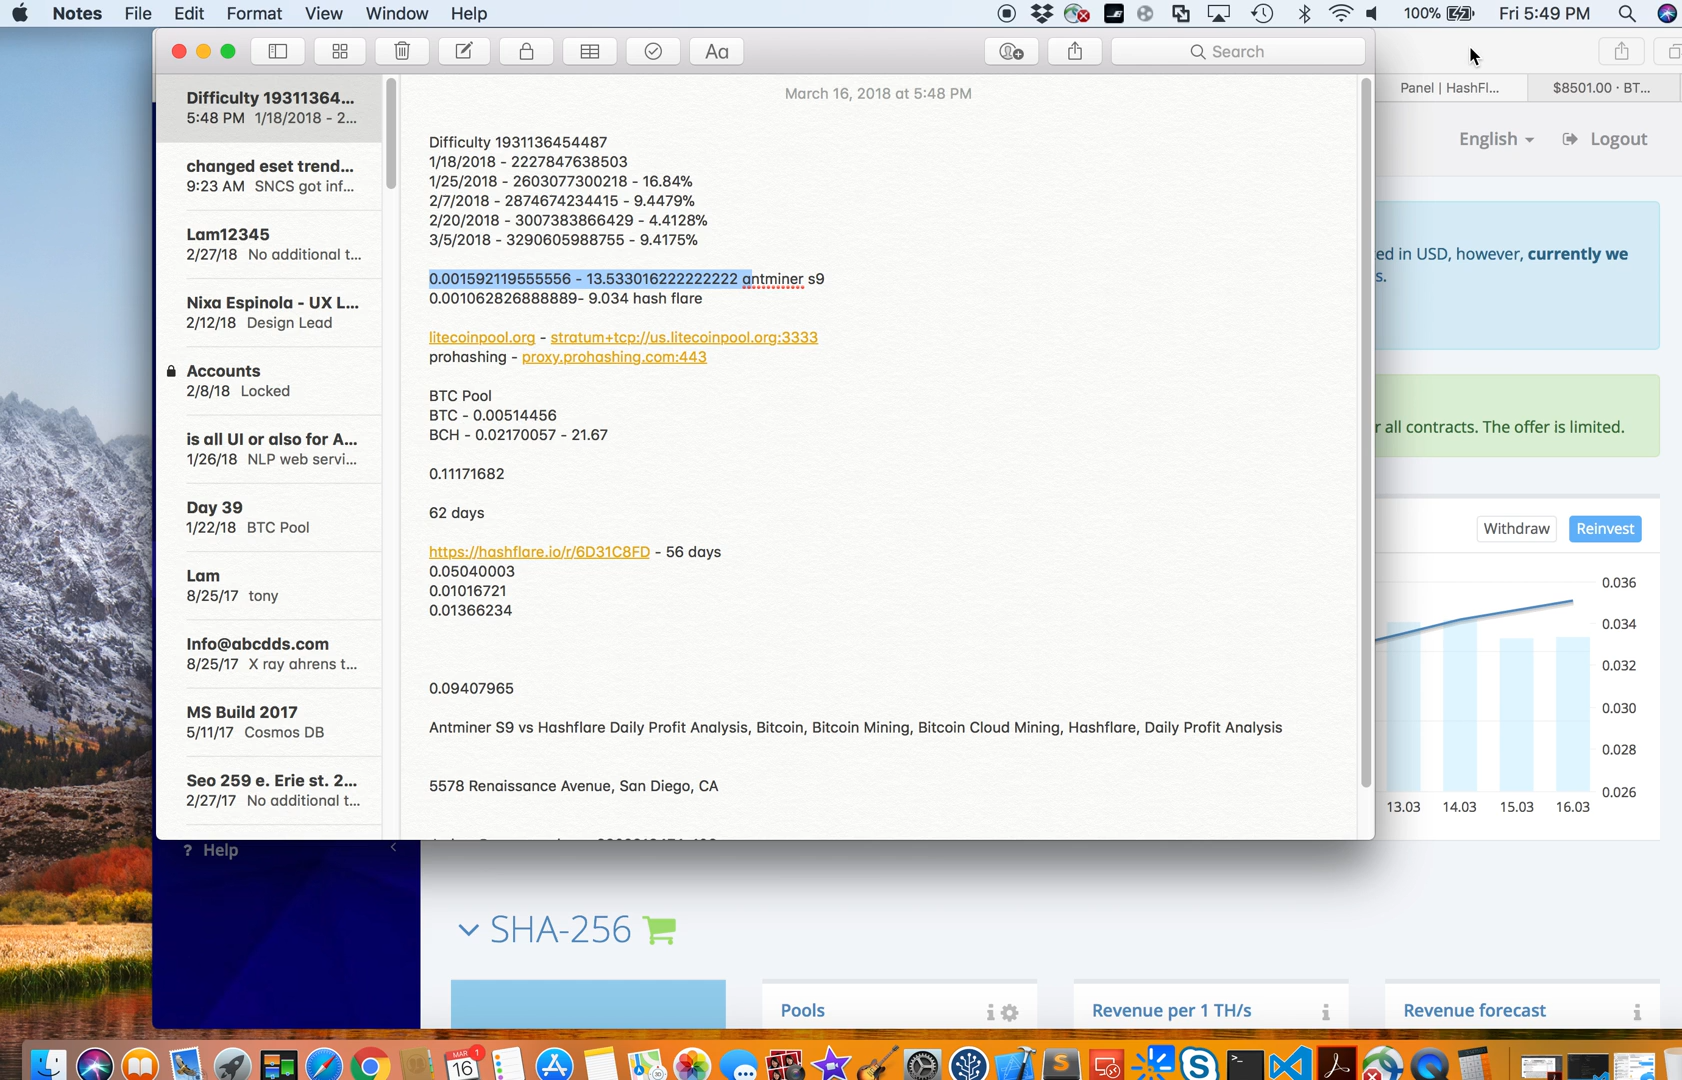 Notes File Edit Format View Window Help 100% Fri 5:49 PM
Aa Search
Panel | HashFl... $8501.00 · BT...
English Logout
ed in USD, however, currently we
s.
r all contracts. The offer is limited.
Withdraw Reinvest
0.036
0.034
0.032
0.030
0.028
0.026
13.03 14.03 15.03 16.03
Difficulty 19311364...
5:48 PM 1/18/2018 - 2...
changed eset trend...
9:23 AM SNCS got inf...
Lam12345
2/27/18 No additional t...
Nixa Espinola - UX L...
2/12/18 Design Lead
Accounts
2/8/18 Locked
is all UI or also for A...
1/26/18 NLP web servi...
Day 39
1/22/18 BTC Pool
Lam
8/25/17 tony
Info@abcdds.com
8/25/17 X ray ahrens t...
MS Build 2017
5/11/17 Cosmos DB
Seo 259 e. Erie st. 2...
2/27/17 No additional t...
March 16, 2018 at 5:48 PM
Difficulty 1931136454487
1/18/2018 - 2227847638503
1/25/2018 - 2603077300218 - 16.84%
2/7/2018 - 2874674234415 - 9.4479%
2/20/2018 - 3007383866429 - 4.4128%
3/5/2018 - 3290605988755 - 9.4175%
0.001592119555556 - 13.533016222222222 antminer s9
0.001062826888889- 9.034 hash flare
litecoinpool.org - stratum+tcp://us.litecoinpool.org:3333
prohashing - proxy.prohashing.com:443
BTC Pool
BTC - 0.00514456
BCH - 0.02170057 - 21.67
0.11171682
62 days
https://hashflare.io/r/6D31C8FD - 56 days
0.05040003
0.01016721
0.01366234
0.09407965
Antminer S9 vs Hashflare Daily Profit Analysis, Bitcoin, Bitcoin Mining, Bitcoin Cloud Mining, Hashflare, Daily Profit Analysis
5578 Renaissance Avenue, San Diego, CA
? Help
SHA-256
Pools
Revenue per 1 TH/s
Revenue forecast
MAR 1
16